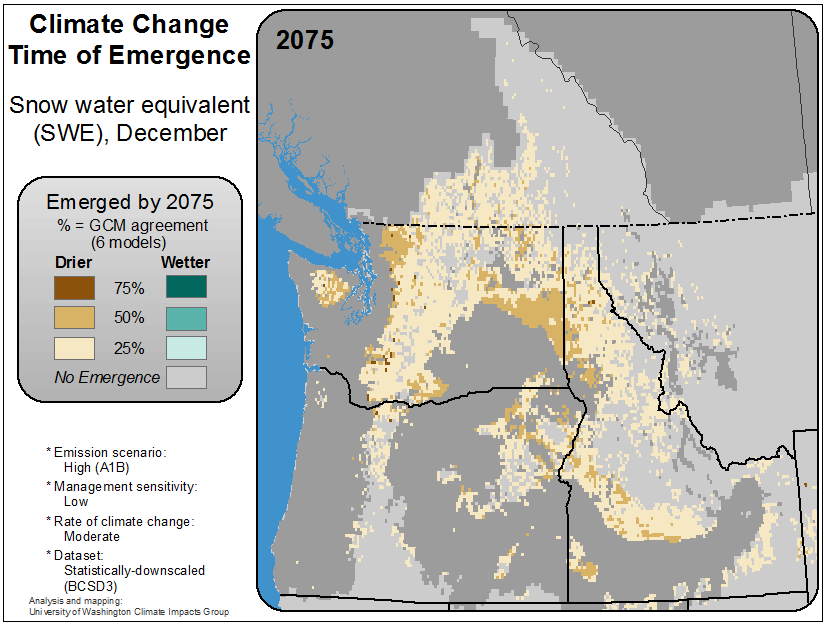 Climate Change
Time of Emergence
Snow water equivalent
(SWE), December
Emerged by 2075
% = GCM agreement
(6 models)
Drier Wetter
75%
50%
25%
No Emergence
* Emission scenario:
High (A1B)
* Management sensitivity:
Low
* Rate of climate change:
Moderate
* Dataset:
Statistically-downscaled
(BCSD3)
Analysis and mapping:
University of Washington Climate Impacts Group
2075